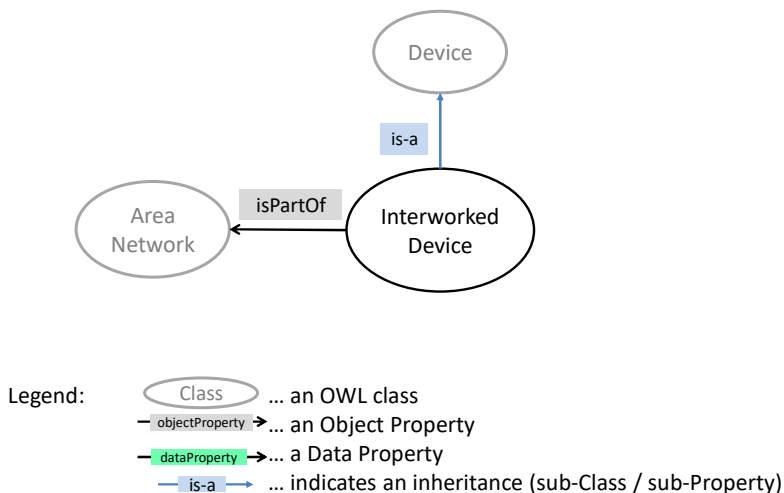 Device
is-a
isPartOf
Area
Network
Interworked
Device
Legend:
Class ... an OWL class
objectProperty ... an Object Property
dataProperty ... a Data Property
is-a ... indicates an inheritance (sub-Class / sub-Property)